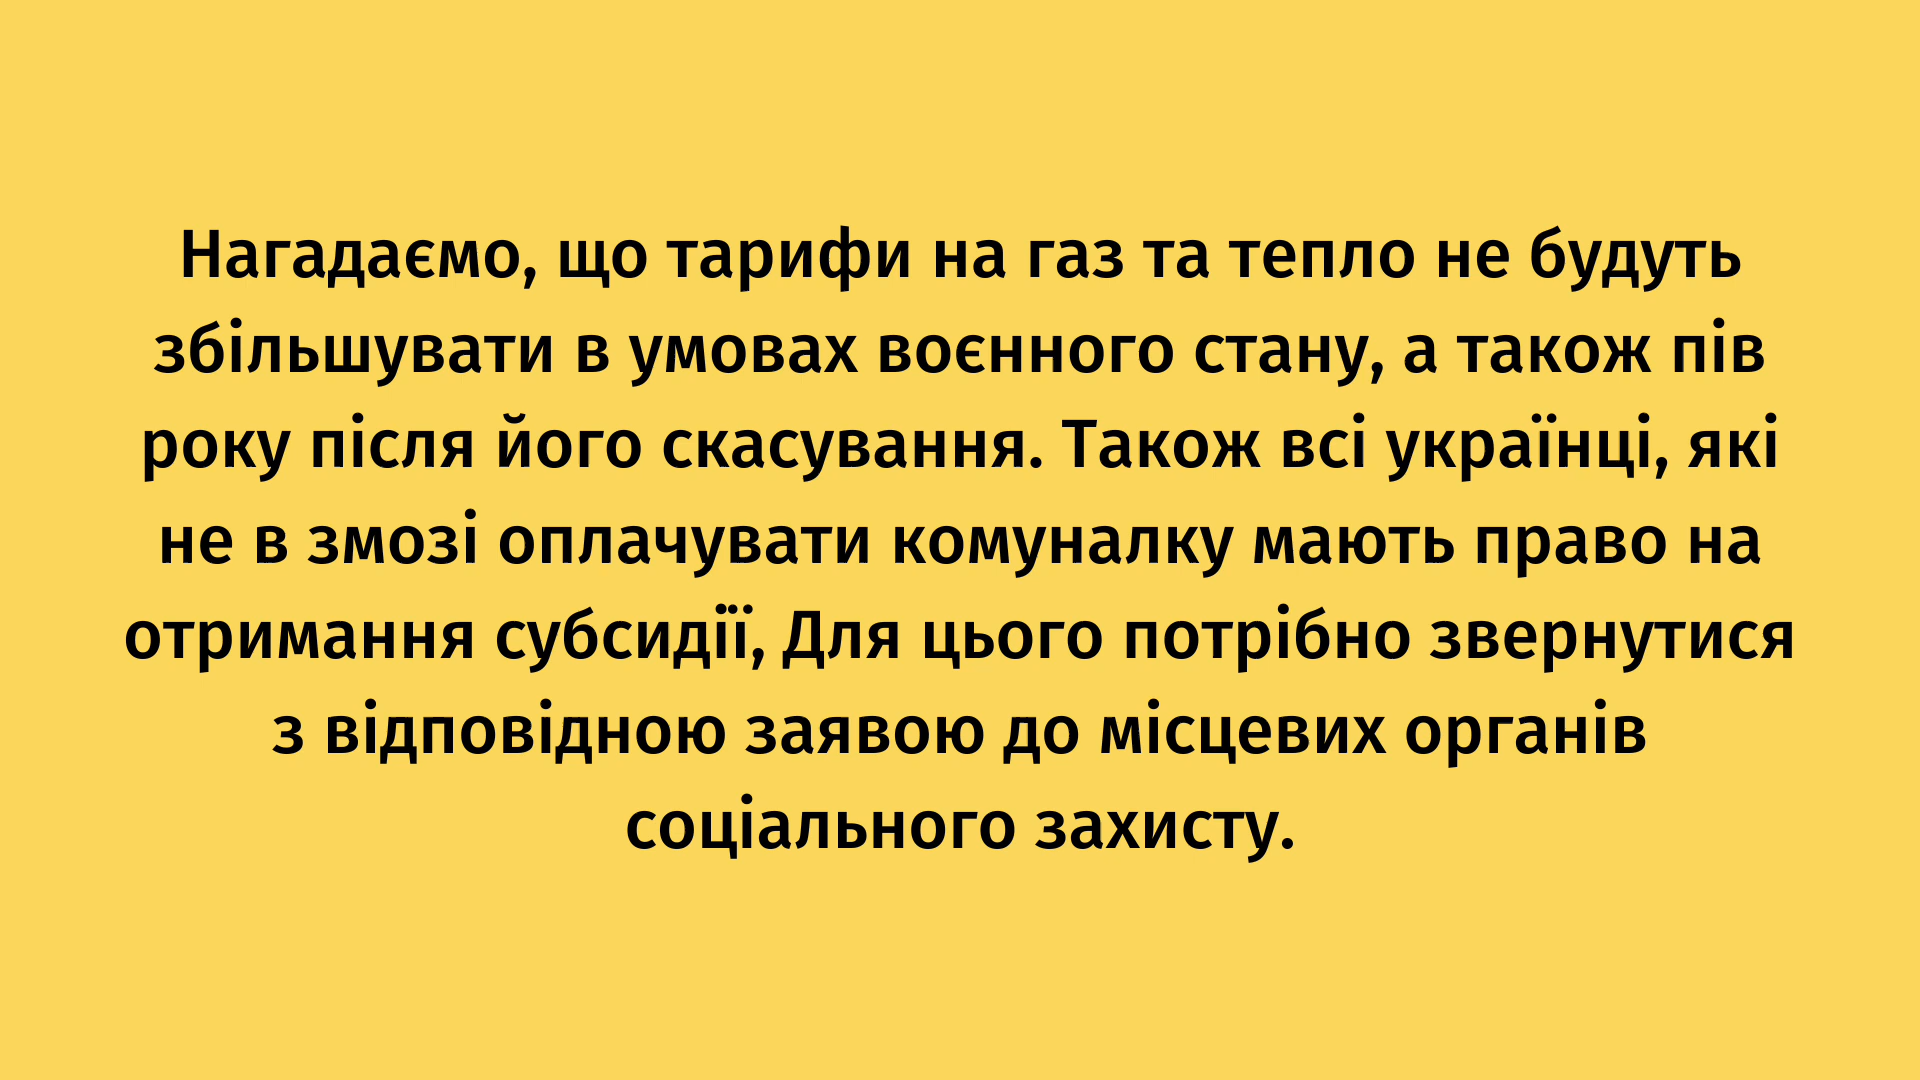 Нагадаємо, що тарифи на газ та тепло не будуть
збільшувати в умовах воєнного стану, а також пів
року після його скасування. Також всі українці, які
не в змозі оплачувати комуналку мають право на
отримання субсидії, Для цього потрібно звернутися
з відповідною заявою до місцевих органів
соціального захисту.